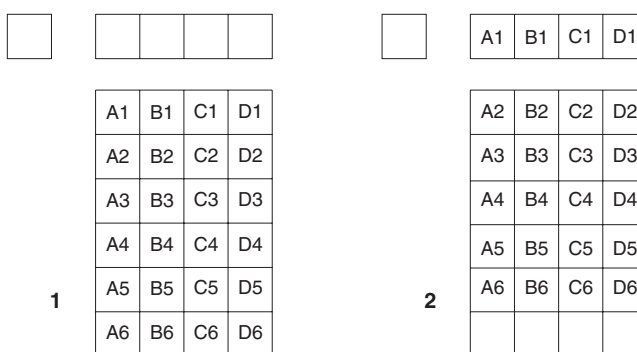 A1 B1 C1 D1
A2 B2 C2 D2
A3 B3 C3 D3
A4 B4 C4 D4
A5 B5 C5 D5
A6 B6 C6 D6
1
A1 B1 C1 D1
A2 B2 C2 D2
A3 B3 C3 D3
A4 B4 C4 D4
A5 B5 C5 D5
A6 B6 C6 D6
2